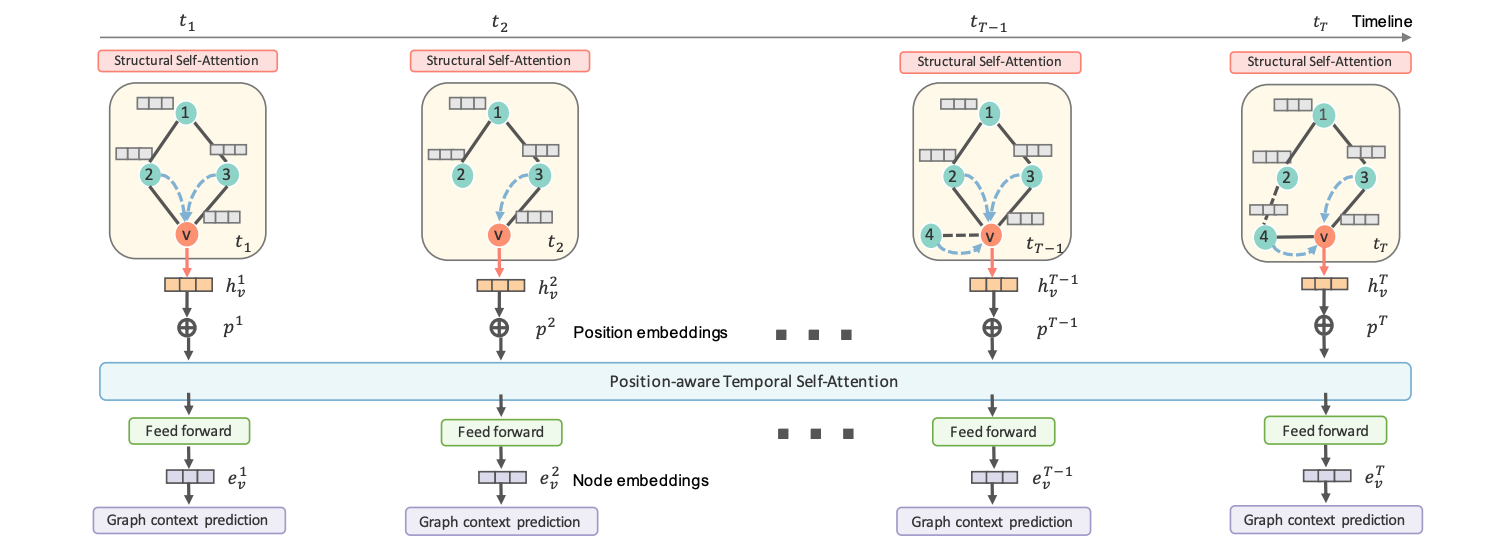 t₁ t₂ t_{T−1} t_T Timeline
Structural Self-Attention Structural Self-Attention Structural Self-Attention Structural Self-Attention
1 1 1 1
2 3 2 3 2 3 2 3
v t₁ v t₂ 4 v t_{T−1} 4 v t_T
h_v^1 h_v^2 h_v^{T−1} h_v^T
p^1 p^2 Position embeddings p^{T−1} p^T
Position-aware Temporal Self-Attention
Feed forward Feed forward Feed forward Feed forward
e_v^1 e_v^2 Node embeddings e_v^{T−1} e_v^T
Graph context prediction Graph context prediction Graph context prediction Graph context prediction